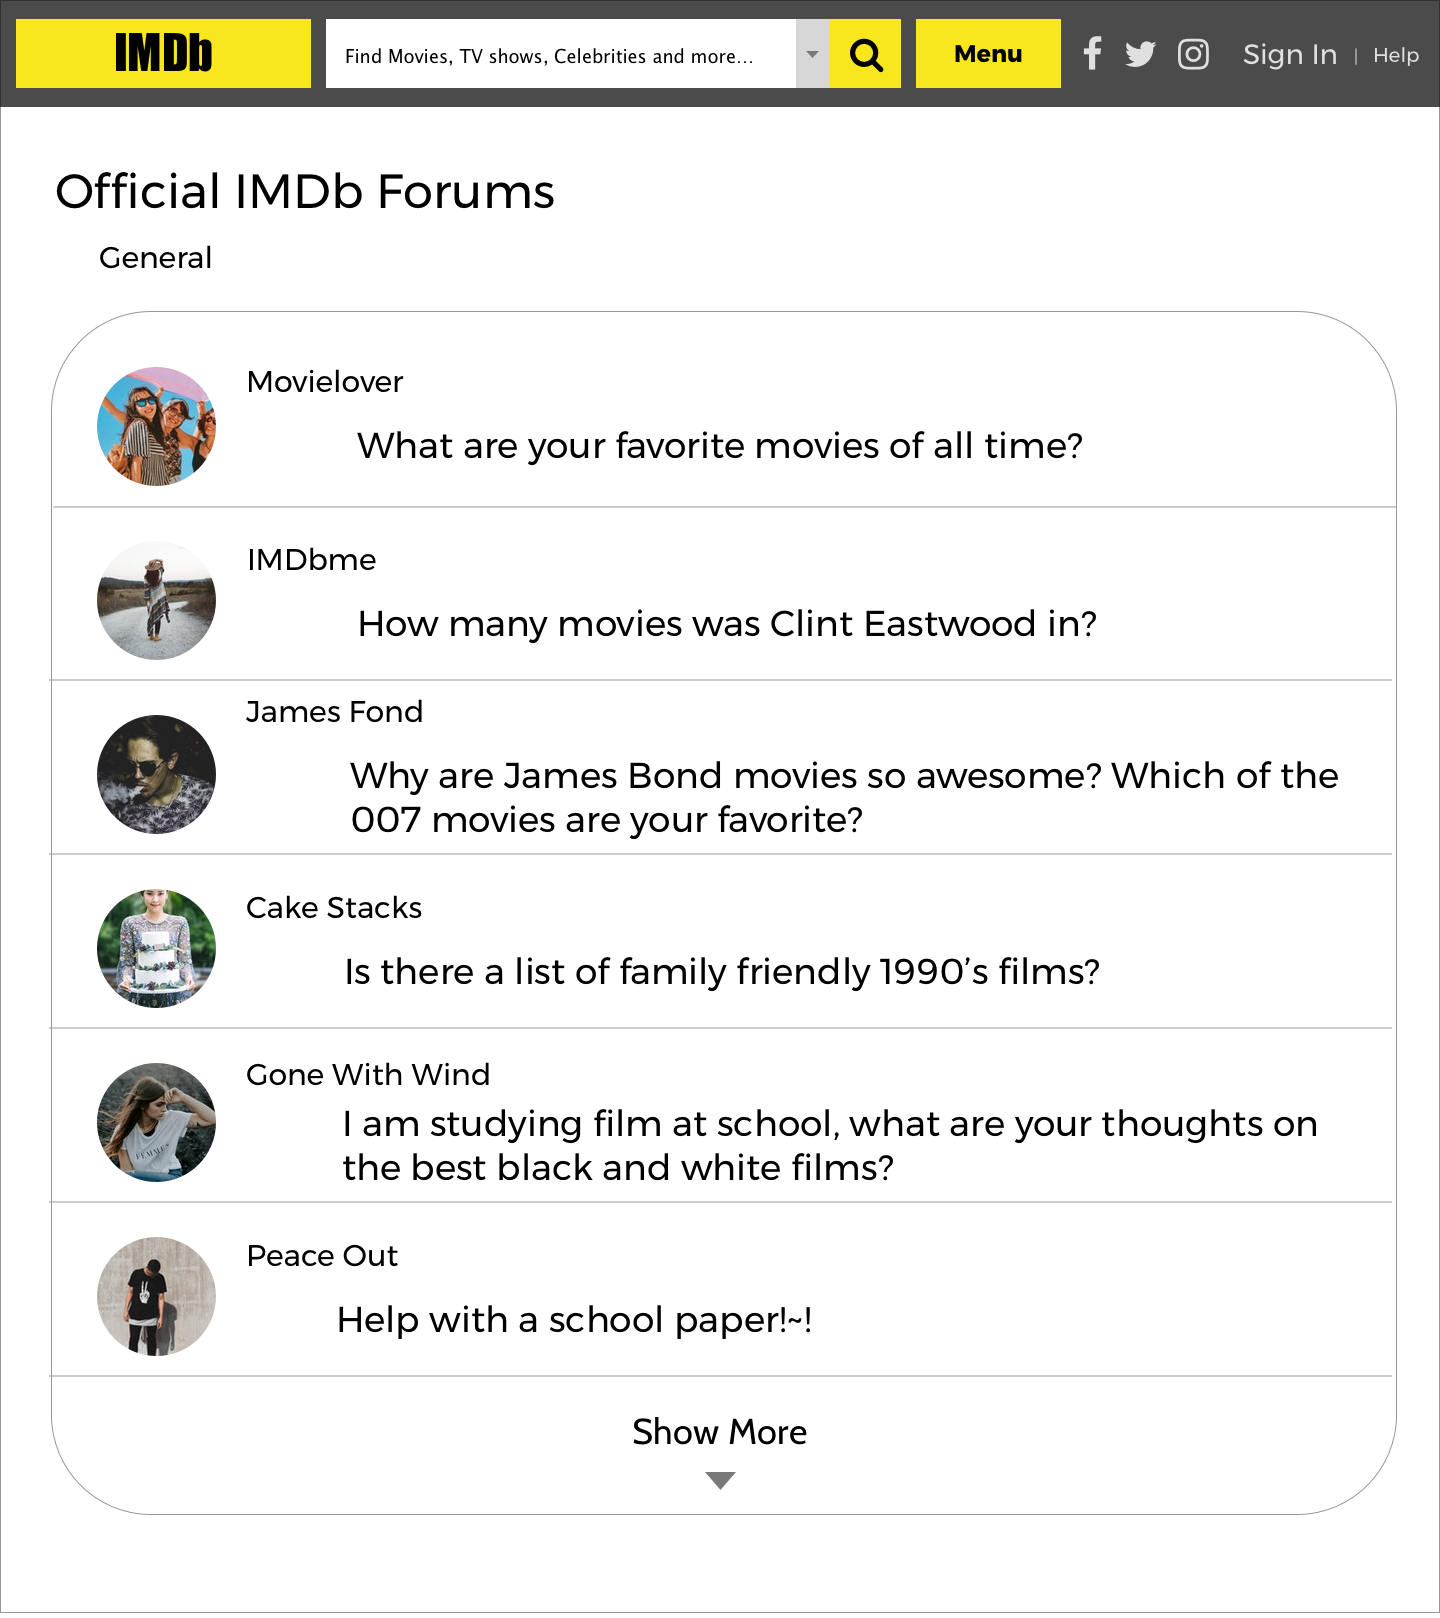 IMDb
Find Movies, TV shows, Celebrities and more...
Menu
Sign In | Help
Official IMDb Forums
General
Movielover
What are your favorite movies of all time?
IMDbme
How many movies was Clint Eastwood in?
James Fond
Why are James Bond movies so awesome? Which of the
007 movies are your favorite?
Cake Stacks
Is there a list of family friendly 1990’s films?
Gone With Wind
I am studying film at school, what are your thoughts on
the best black and white films?
FEMMES
Peace Out
Help with a school paper!~!
Show More